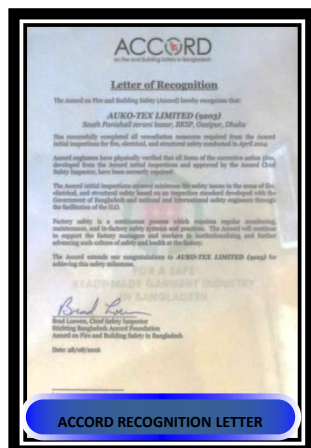 ACCORD
on Fire and Building Safety in Bangladesh
Letter of Recognition
The Accord on Fire and Building Safety (Accord) hereby recognizes that:
AUKO-TEX LIMITED (9203)
South Panishail zerani bazar, BKSP, Gazipur, Dhaka
Has successfully completed all remediation measures required from the Accord
initial inspections for fire, electrical, and structural safety conducted in April 2014
Accord engineers have physically verified that all items of the corrective action plan,
developed from the Accord initial inspections and approved by the Accord Chief
Safety Inspector, have been correctly repaired.
The Accord initial inspections covered minimum life safety issues in the areas of fire,
electrical, and structural safety based on an inspection standard developed with the
Government of Bangladesh and national and international safety engineers through
the facilitation of the ILO.
Factory safety is a continuous process which requires regular monitoring,
maintenance, and in-factory safety systems and practices. The Accord will continue
to support the factory managers and workers in institutionalising and further
advancing such culture of safety and health at the factory.
The Accord extends our congratulations to AUKO-TEX LIMITED (9203) for
achieving this safety milestone.
FOR A SAFE
READY-MADE GARMENT INDUSTRY
IN BANGLADESH
Brad Loewen, Chief Safety Inspector
Stichting Bangladesh Accord Foundation
Accord on Fire and Building Safety in Bangladesh
Date: 28/08/2016
ACCORD RECOGNITION LETTER